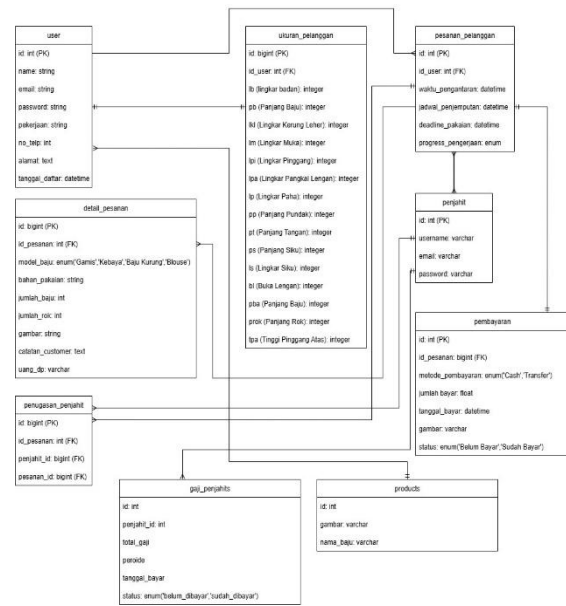 user
id: int (PK)
name: string
email: string
password: string
pekerjaan: string
no_telp: int
alamat: text
tanggal_daftar: datetime
ukuran_pelanggan
id: bigint (PK)
id_user: int (FK)
lb (lingkar badan): integer
pb (Panjang Baju): integer
lkl (Lingkar Kerung Leher): integer
lm (Lingkar Muka): integer
lpi (Lingkar Pinggang): integer
lpa (Lingkar Pangkal Lengan): integer
lp (Lingkar Paha): integer
pp (Panjang Pundak): integer
pt (Panjang Tangan): integer
ps (Panjang Siku): integer
ls (Lingkar Siku): integer
bl (Buka Lengan): integer
pba (Panjang Baju): integer
prok (Panjang Rok): integer
tpa (Tinggi Pinggang Atas): integer
pesanan_pelanggan
id: int (PK)
id_user: int (FK)
waktu_pengantaran: datetime
jadwal_penjemputan: datetime
deadline_pakaian: datetime
progress_pengerjaan: enum
detail_pesanan
id: bigint (PK)
id_pesanan: int (FK)
model_baju: enum('Gamis','Kebaya','Baju Kurung','Blouse')
bahan_pakaian: string
jumlah_baju: int
jumlah_rok: int
gambar: string
catatan_customer: text
uang_dp: varchar
penjahit
id: int (PK)
username: varchar
email: varchar
password: varchar
pembayaran
id: int (PK)
id_pesanan: bigint (FK)
metode_pembayaran: enum('Cash','Transfer')
jumlah bayar: float
tanggal_bayar: datetime
gambar: varchar
status: enum('Belum Bayar','Sudah Bayar')
penugasan_penjahit
id: bigint (PK)
id_pesanan: int (FK)
penjahit_id: bigint (FK)
pesanan_id: bigint (FK)
gaji_penjahits
id: int
penjahit_id: int
total_gaji
peroide
tanggal_bayar
status: enum('belum_dibayar','sudah_dibayar')
products
id: int
gambar: varchar
nama_baju: varchar